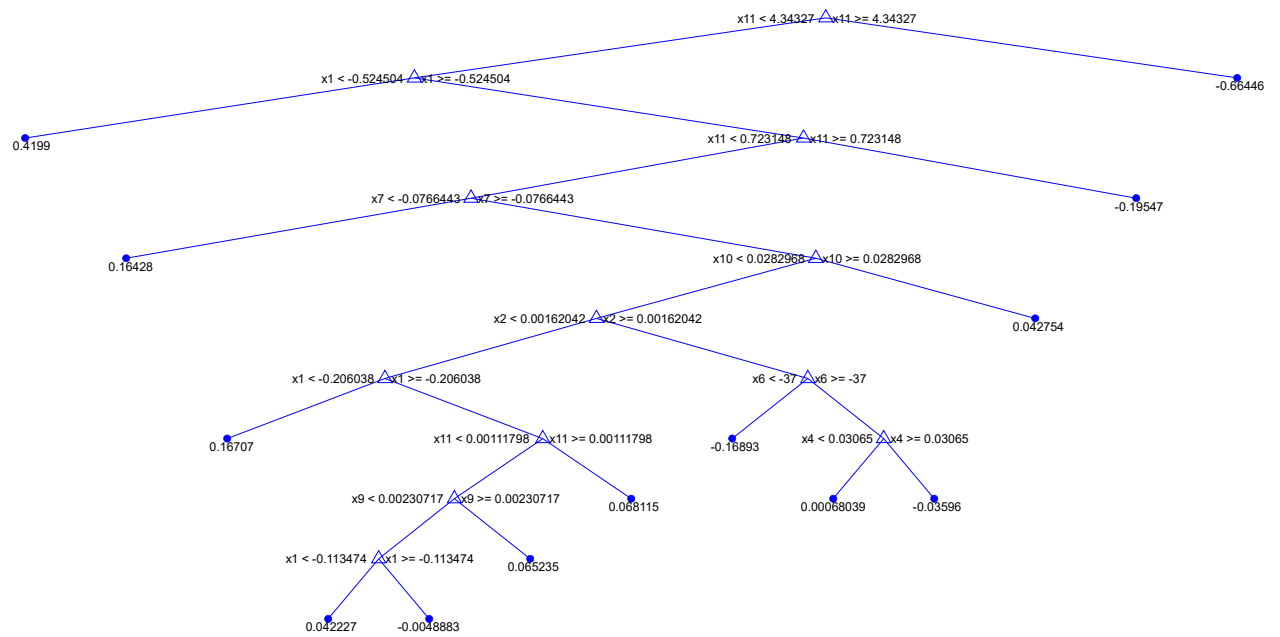 x11 < 4.34327 x11 >= 4.34327
x1 < -0.524504 x1 >= -0.524504
-0.66446
0.4199
x11 < 0.723148 x11 >= 0.723148
x7 < -0.0766443 x7 >= -0.0766443
-0.19547
0.16428
x10 < 0.0282968 x10 >= 0.0282968
x2 < 0.00162042 x2 >= 0.00162042
0.042754
x1 < -0.206038 x1 >= -0.206038
x6 < -37 x6 >= -37
0.16707
x11 < 0.00111798 x11 >= 0.00111798
-0.16893
x4 < 0.03065 x4 >= 0.03065
x9 < 0.00230717 x9 >= 0.00230717
0.068115
0.00068039
-0.03596
x1 < -0.113474 x1 >= -0.113474
0.065235
0.042227
-0.0048883